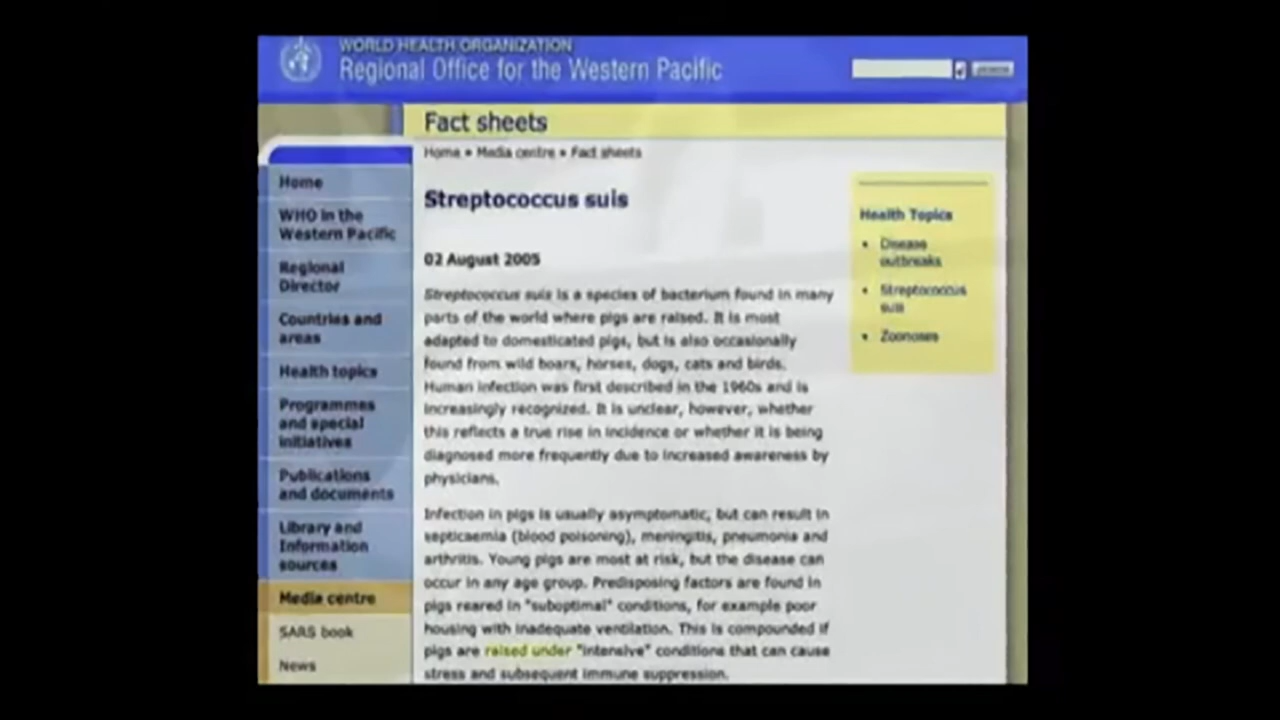 WORLD HEALTH ORGANIZATION
Regional Office for the Western Pacific
Fact sheets
Home • Media centre • Fact sheets
Home
WHO in the
Western Pacific
Regional
Director
Countries and
areas
Health topics
Programmes
and special
initiatives
Publications
and documents
Library and
Information
sources
Media centre
SARS book
News
Streptococcus suis
02 August 2005
Streptococcus suis is a species of bacterium found in many
parts of the world where pigs are raised. It is most
adapted to domesticated pigs, but is also occasionally
found from wild boars, horses, dogs, cats and birds.
Human infection was first described in the 1960s and is
increasingly recognized. It is unclear, however, whether
this reflects a true rise in incidence or whether it is being
diagnosed more frequently due to increased awareness by
physicians.
Infection in pigs is usually asymptomatic, but can result in
septicaemia (blood poisoning), meningitis, pneumonia and
arthritis. Young pigs are most at risk, but the disease can
occur in any age group. Predisposing factors are found in
pigs reared in "suboptimal" conditions, for example poor
housing with inadequate ventilation. This is compounded if
pigs are raised under "intensive" conditions that can cause
stress and subsequent immune suppression.
Health Topics
• Disease
outbreaks
• Streptococcus
suis
• Zoonoses